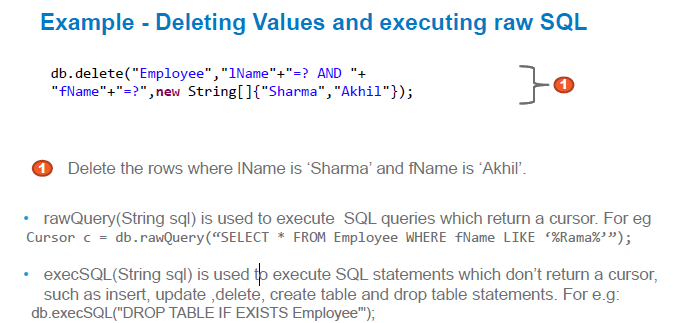 Example - Deleting Values and executing raw SQL
db.delete("Employee","lName"+"=? AND "+
"fName"+"=?",new String[]{"Sharma","Akhil"});
1
1 Delete the rows where lName is ‘Sharma’ and fName is ‘Akhil’.
• rawQuery(String sql) is used to execute SQL queries which return a cursor. For eg
Cursor c = db.rawQuery(“SELECT * FROM Employee WHERE fName LIKE ‘%Rama%’”);
• execSQL(String sql) is used to execute SQL statements which don’t return a cursor,
such as insert, update ,delete, create table and drop table statements. For e.g:
db.execSQL("DROP TABLE IF EXISTS Employee'");